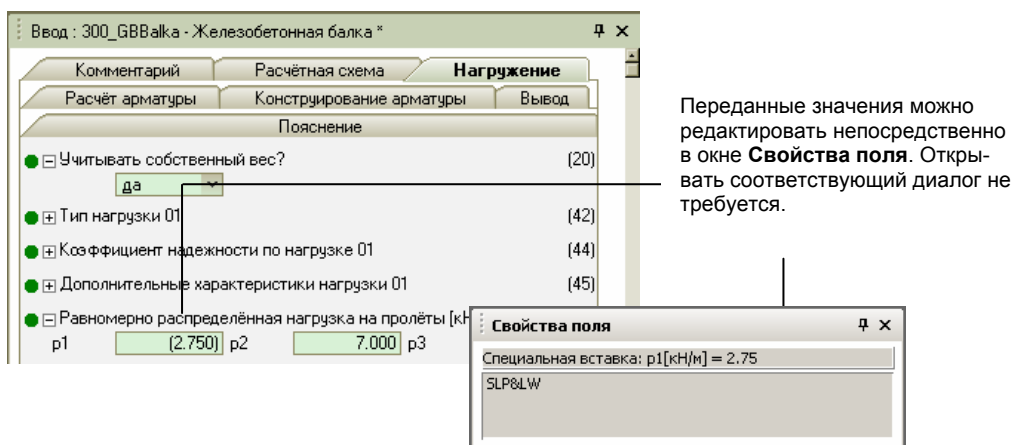 Ввод : 300_GBBalka - Железобетонная балка *
Комментарий Расчётная схема Нагружение
Расчёт арматуры Конструирование арматуры Вывод
Пояснение
Учитывать собственный вес? (20)
да
Тип нагрузки 01 (42)
Коэффициент надежности по нагрузке 01 (44)
Дополнительные характеристики нагрузки 01 (45)
Равномерно распределённая нагрузка на пролёты [кН
p1 (2.750) p2 7.000 p3
Переданные значения можно
редактировать непосредственно
в окне Свойства поля. Откры-
вать соответствующий диалог не
требуется.
Свойства поля
Специальная вставка: p1[кН/м] = 2.75
SLP&LW